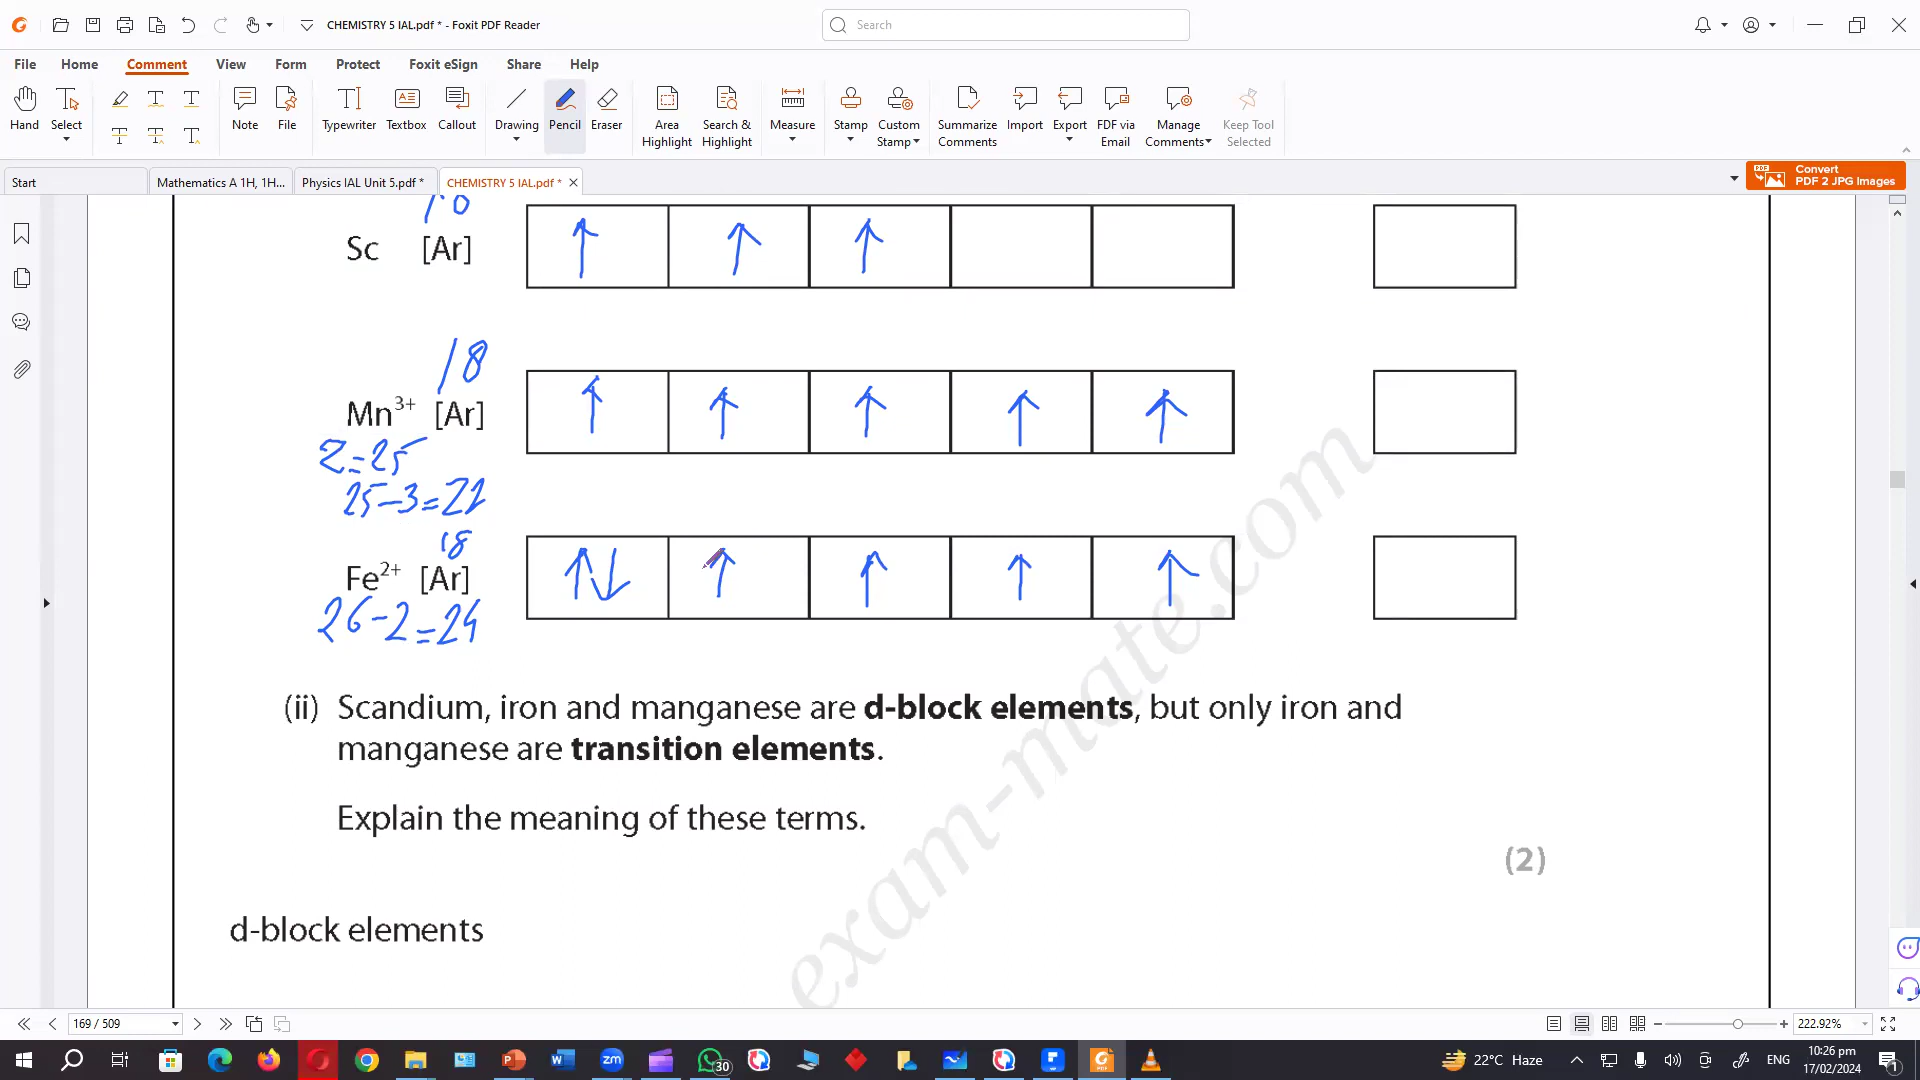 CHEMISTRY 5 IAL.pdf * - Foxit PDF Reader
Search
File Home Comment View Form Protect Foxit eSign Share Help
Hand Select Note File Typewriter Textbox Callout Drawing Pencil Eraser Area Highlight Search & Highlight Measure Stamp Custom Stamp Summarize Comments Import Export FDF via Email Manage Comments Keep Tool Selected
Start Mathematics A 1H, 1H... Physics IAL Unit 5.pdf * CHEMISTRY 5 IAL.pdf *
Convert
PDF 2 JPG Images
18
Sc [Ar] ↑ ↑ ↑
18
Mn3+ [Ar] ↑ ↑ ↑ ↑ ↑
Z=25
25-3=22
18
Fe2+ [Ar] ↑↓ ↑ ↑ ↑ ↑
26-2=24
(ii) Scandium, iron and manganese are d-block elements, but only iron and
manganese are transition elements.
Explain the meaning of these terms.
(2)
d-block elements
exam-mate.com
169 / 509
222.92%
30
22°C Haze
ENG
10:26 pm
17/02/2024
1